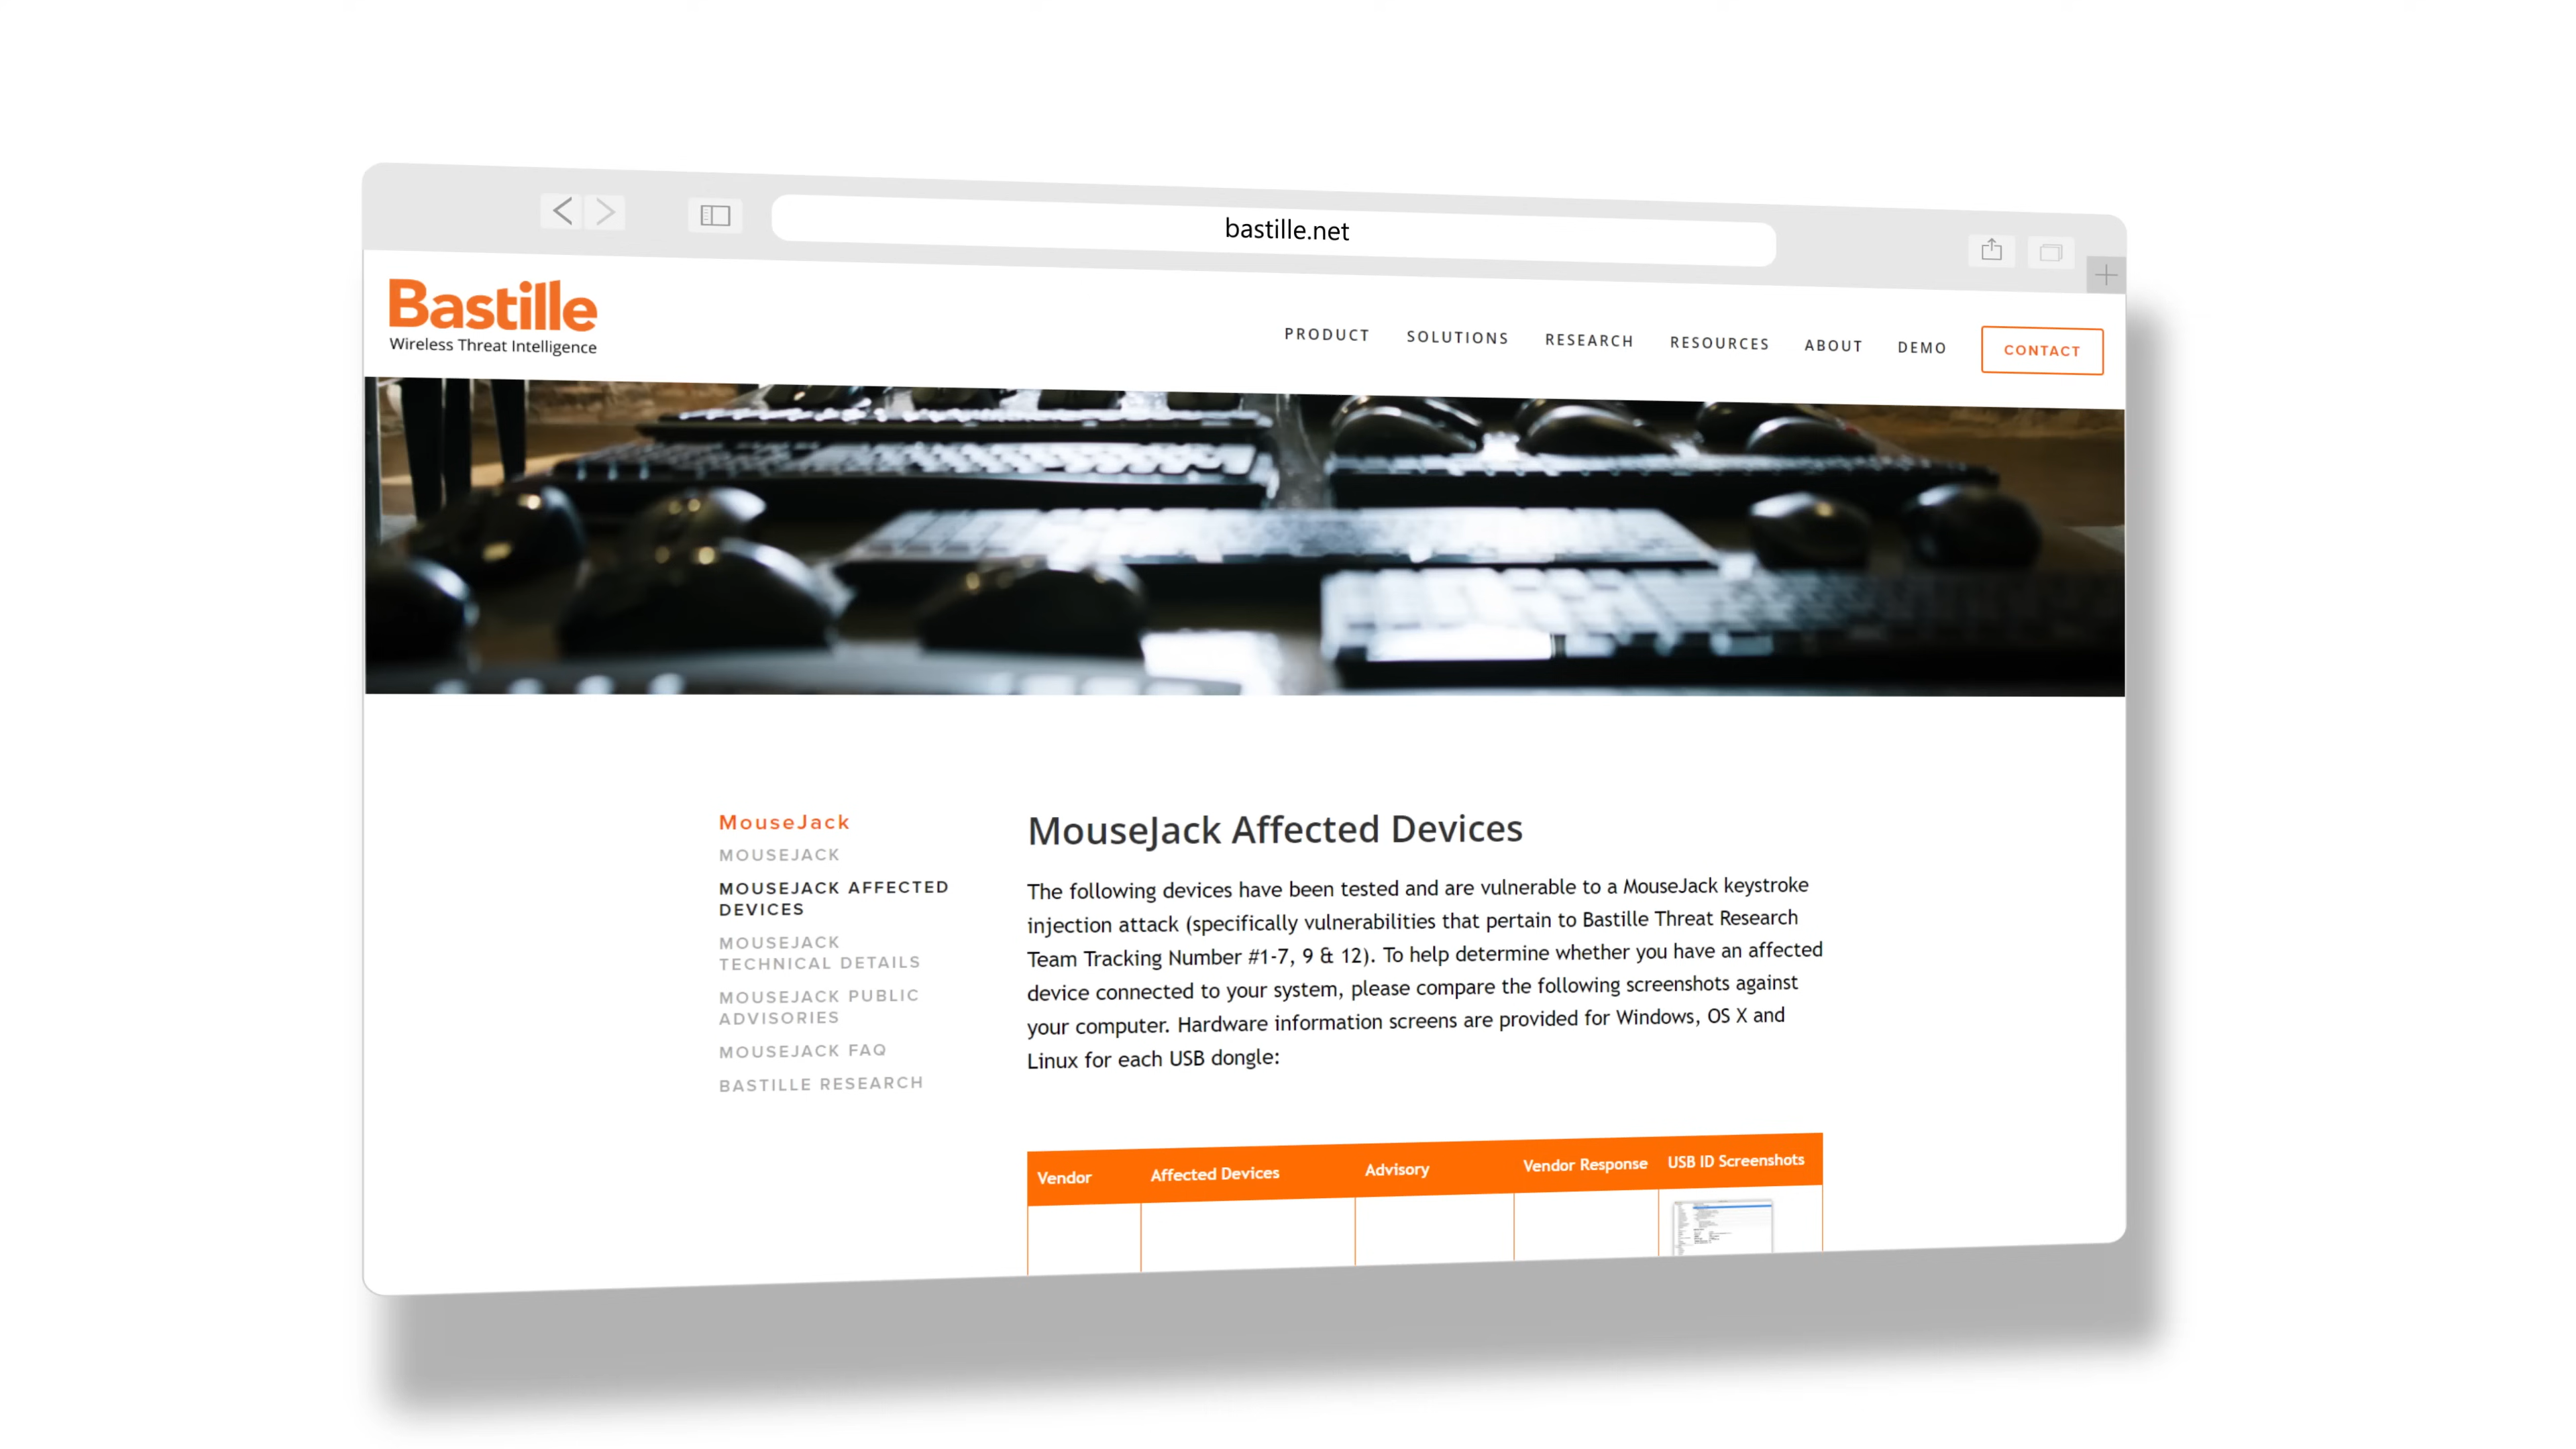 bastille.net
Bastille
Wireless Threat Intelligence
PRODUCT SOLUTIONS RESEARCH RESOURCES ABOUT DEMO CONTACT
MouseJack
MOUSEJACK
MOUSEJACK AFFECTED
DEVICES
MOUSEJACK
TECHNICAL DETAILS
MOUSEJACK PUBLIC
ADVISORIES
MOUSEJACK FAQ
BASTILLE RESEARCH
MouseJack Affected Devices
The following devices have been tested and are vulnerable to a MouseJack keystroke
injection attack (specifically vulnerabilities that pertain to Bastille Threat Research
Team Tracking Number #1-7, 9 & 12). To help determine whether you have an affected
device connected to your system, please compare the following screenshots against
your computer. Hardware information screens are provided for Windows, OS X and
Linux for each USB dongle:
Vendor Affected Devices Advisory Vendor Response USB ID Screenshots